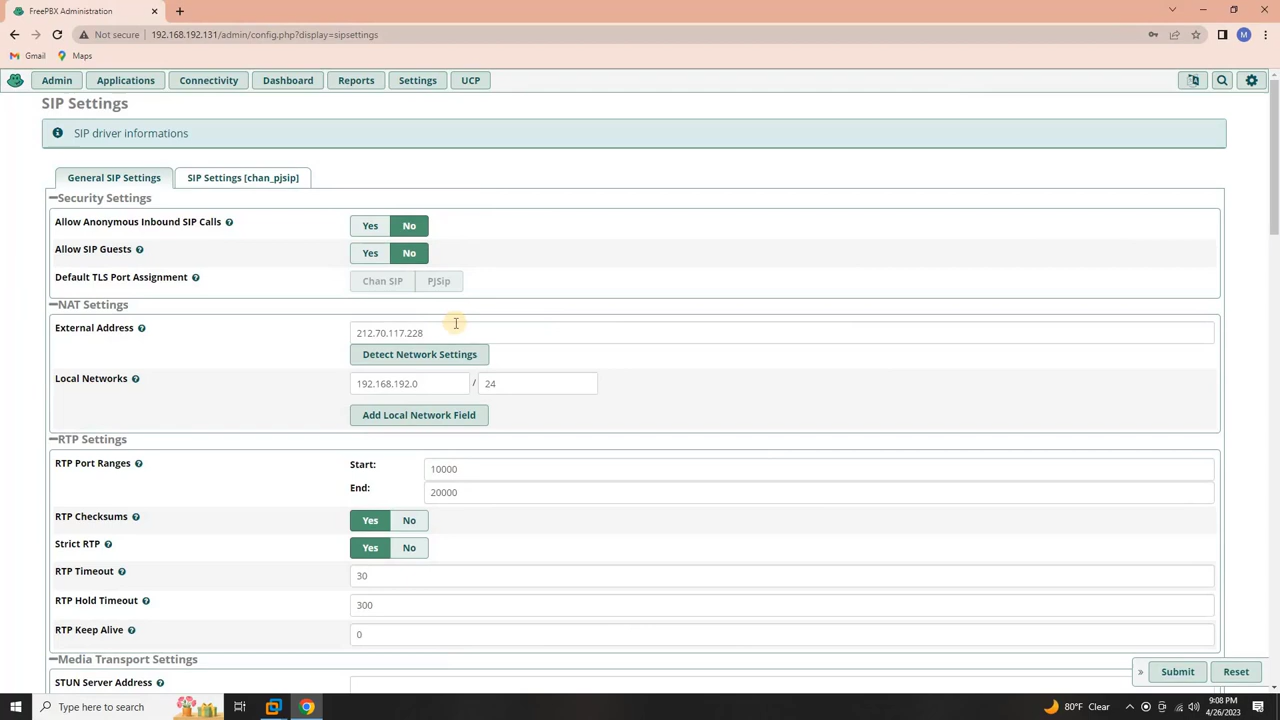 FreePBX Administration
Not secure 192.168.192.131/admin/config.php?display=sipsettings
M
Gmail Maps
Admin Applications Connectivity Dashboard Reports Settings UCP
SIP Settings
SIP driver informations
General SIP Settings SIP Settings [chan_pjsip]
Security Settings
Allow Anonymous Inbound SIP Calls Yes No
Allow SIP Guests Yes No
Default TLS Port Assignment Chan SIP PJSip
NAT Settings
External Address 212.70.117.228
Detect Network Settings
Local Networks 192.168.192.0 / 24
Add Local Network Field
RTP Settings
RTP Port Ranges Start: 10000
End: 20000
RTP Checksums Yes No
Strict RTP Yes No
RTP Timeout 30
RTP Hold Timeout 300
RTP Keep Alive 0
Media Transport Settings
» Submit Reset
STUN Server Address
Type here to search 80°F Clear 9:08 PM
4/26/2023